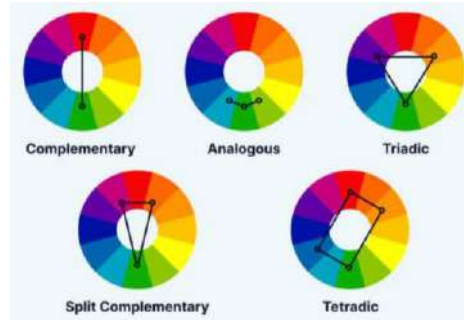 Complementary
Analogous
Triadic
Split Complementary
Tetradic